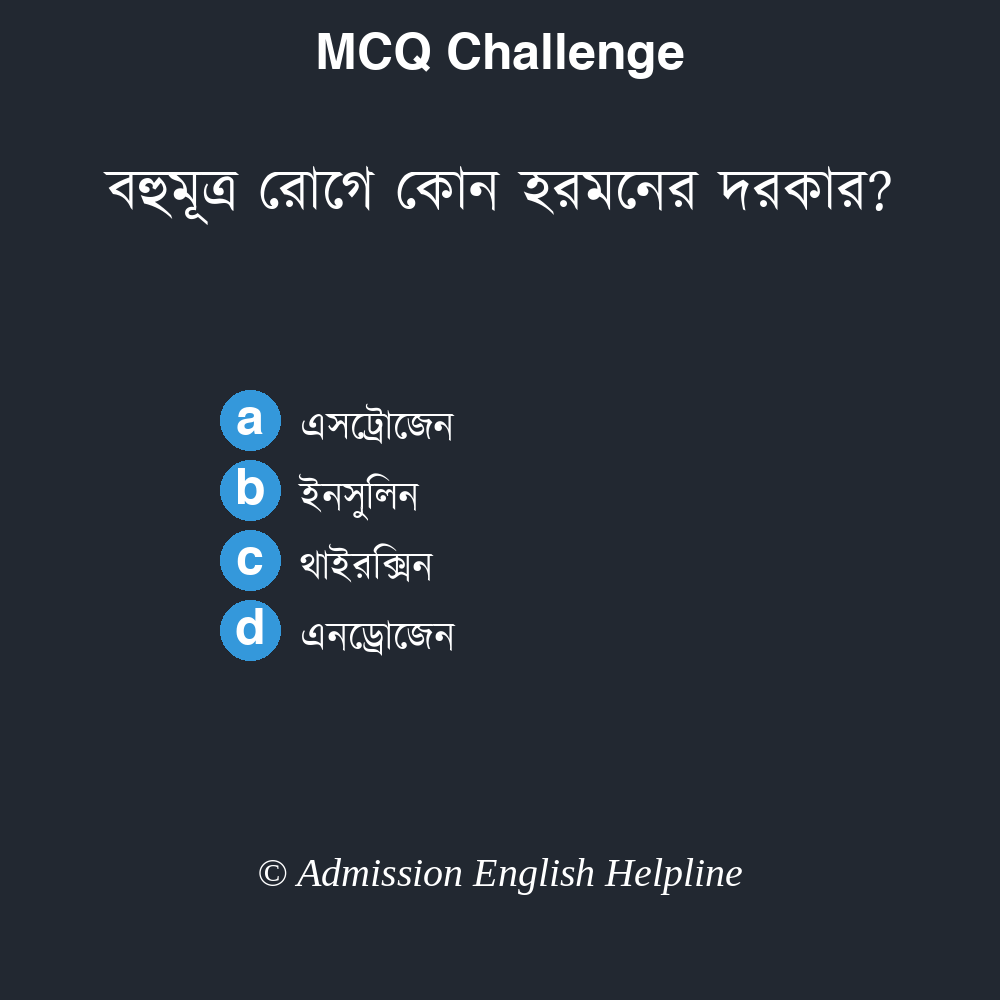 MCQ Challenge
বহুমূত্র রোগে কোন হরমনের দরকার?
a এসট্রোজেন
b ইনসুলিন
c থাইরক্সিন
d এনড্রোজেন
© Admission English Helpline